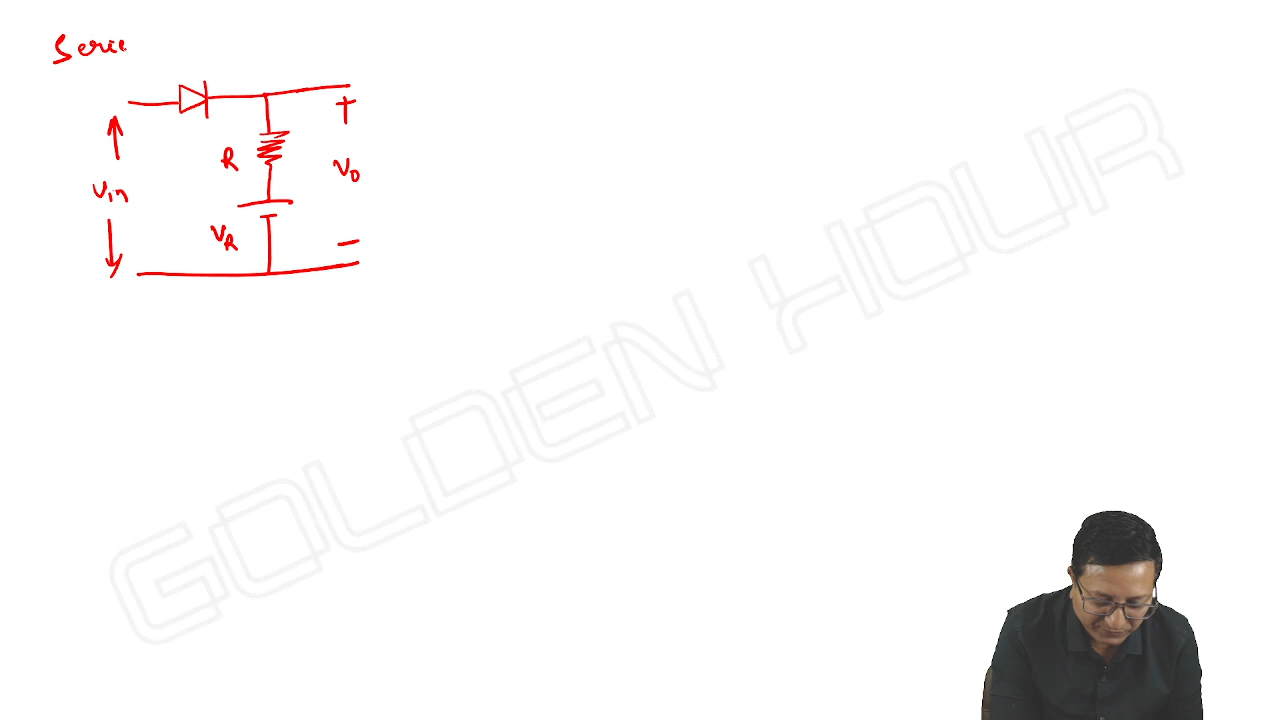 Serie
+
R
Vo
Vin
VR
−
GOLDEN HOUR